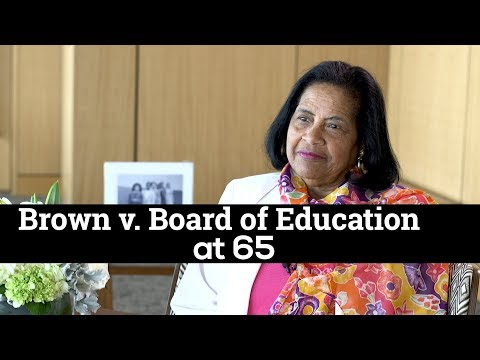 Brown v. Board of Education
at 65